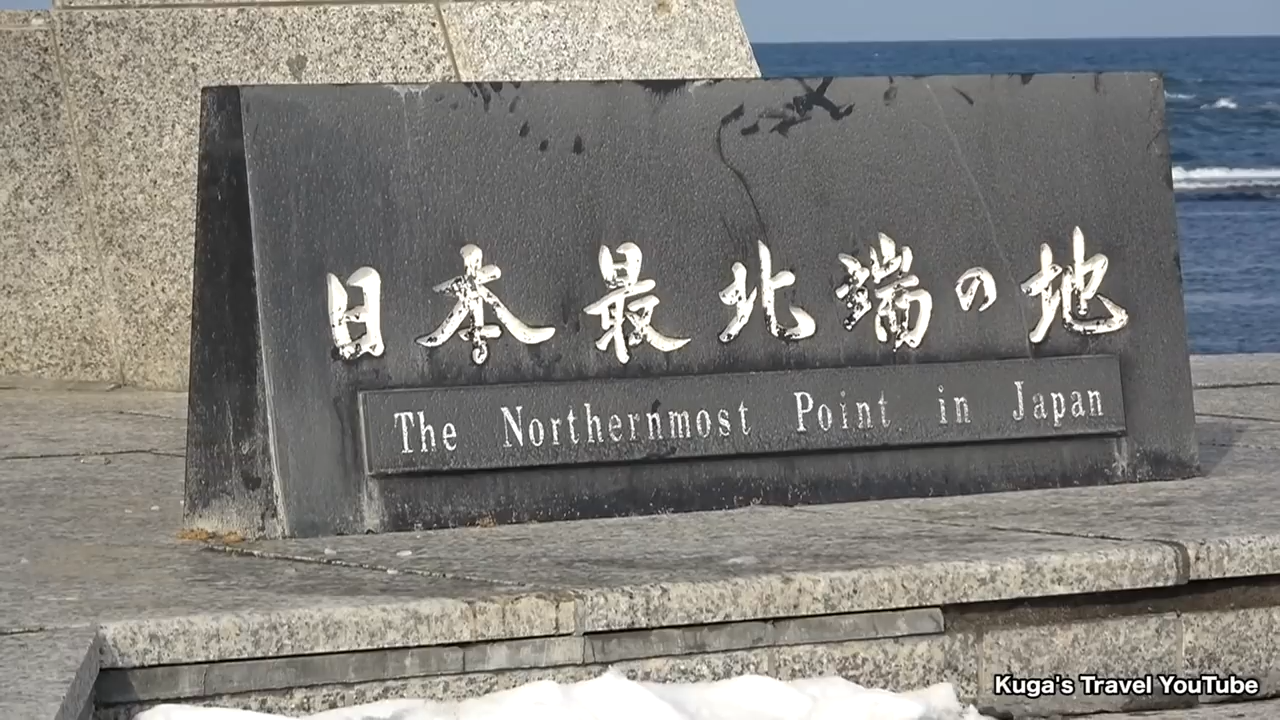 日本最北端の地
The Northernmost Point in Japan
Kuga's Travel YouTube